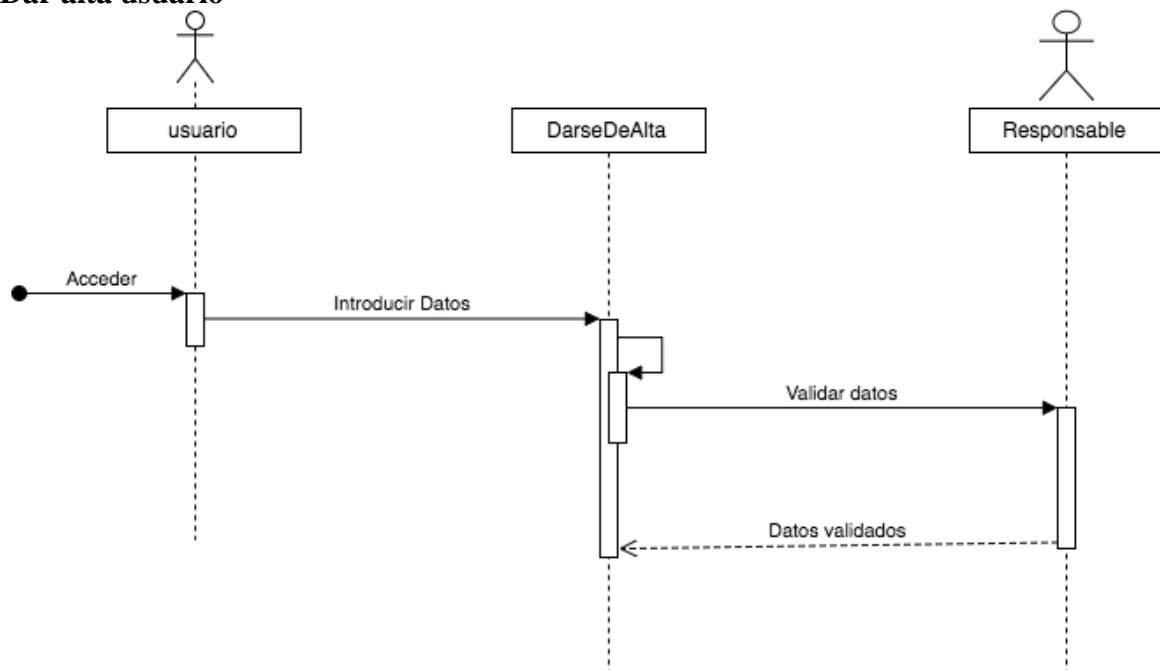 Dar alta usuario
usuario
DarseDeAlta
Responsable
Acceder
Introducir Datos
Validar datos
Datos validados